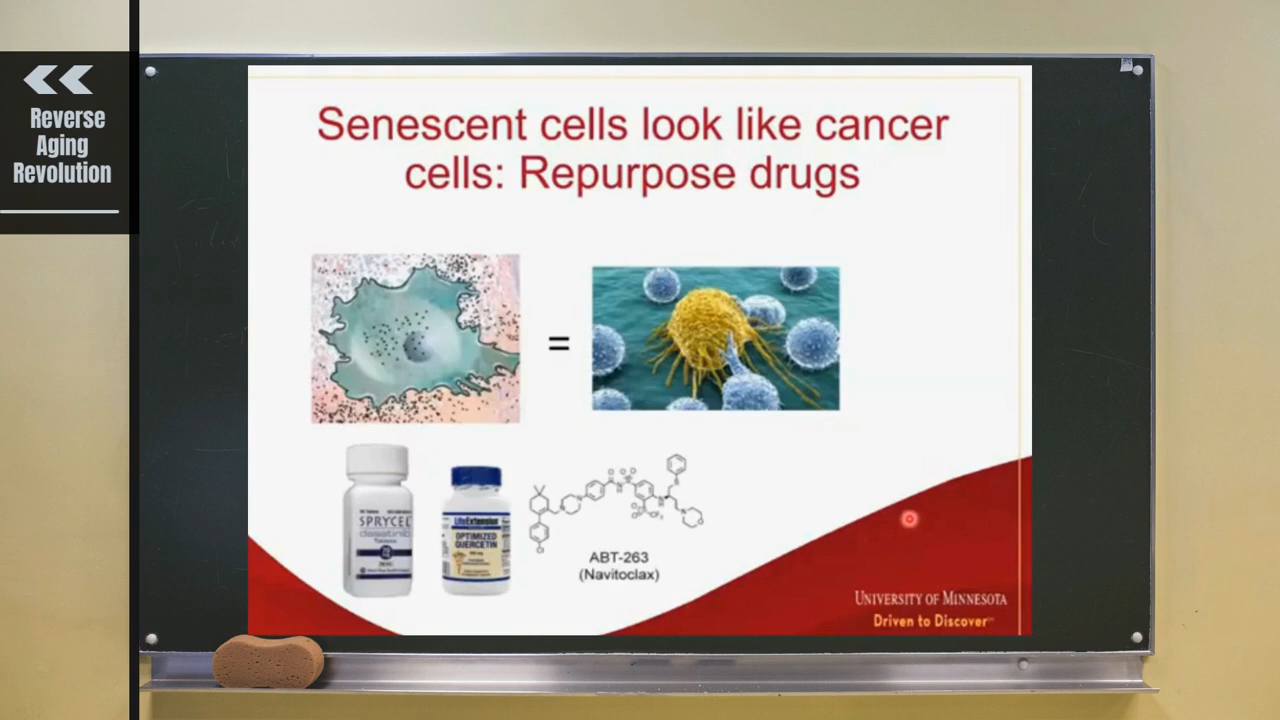 Reverse
Aging
Revolution
Senescent cells look like cancer
cells: Repurpose drugs
=
SPRYCEL
dasatinib
LifeExtension
OPTIMIZED
QUERCETIN
ABT-263
(Navitoclax)
UNIVERSITY OF MINNESOTA
Driven to Discover